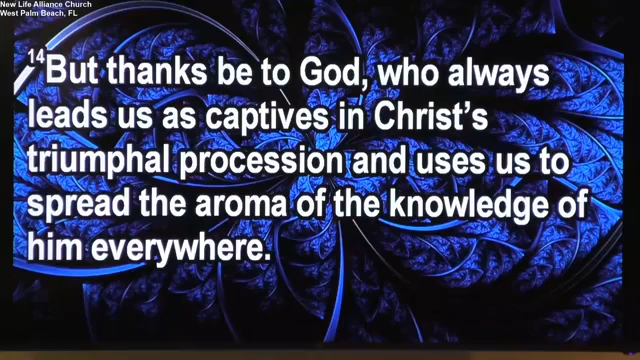 New Life Alliance Church
West Palm Beach, FL
14But thanks be to God, who always
leads us as captives in Christ's
triumphal procession and uses us to
spread the aroma of the knowledge of
him everywhere.